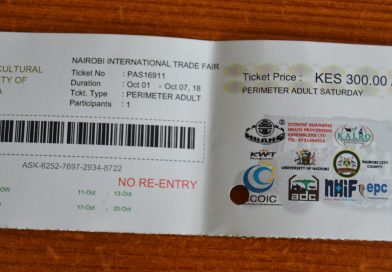 CULTURAL
TY OF
A
NAIROBI INTERNATIONAL TRADE FAIR
Ticket No : PAS16911
Duration : Oct 01 - Oct 07, 18
Tckt. Type : PERIMETER ADULT
Participants : 1
Ticket Price : KES 300.00
PERIMETER ADULT SATURDAY
ASK-6252-7697-2934-8722
NO RE-ENTRY
OW
11-Oct : 13-Oct
17-Oct : 20-Oct
KALRO
KWFT
UNIVERSITY OF NAIROBI
NAIROBI CITY
COUNTY
COIC
adc
NHIF
epc